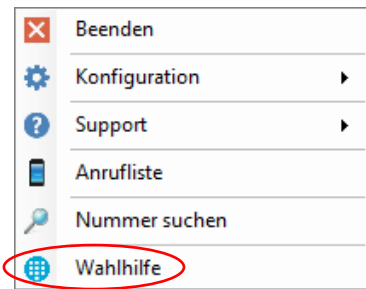 Beenden
Konfiguration
Support
Anrufliste
Nummer suchen
Wahlhilfe